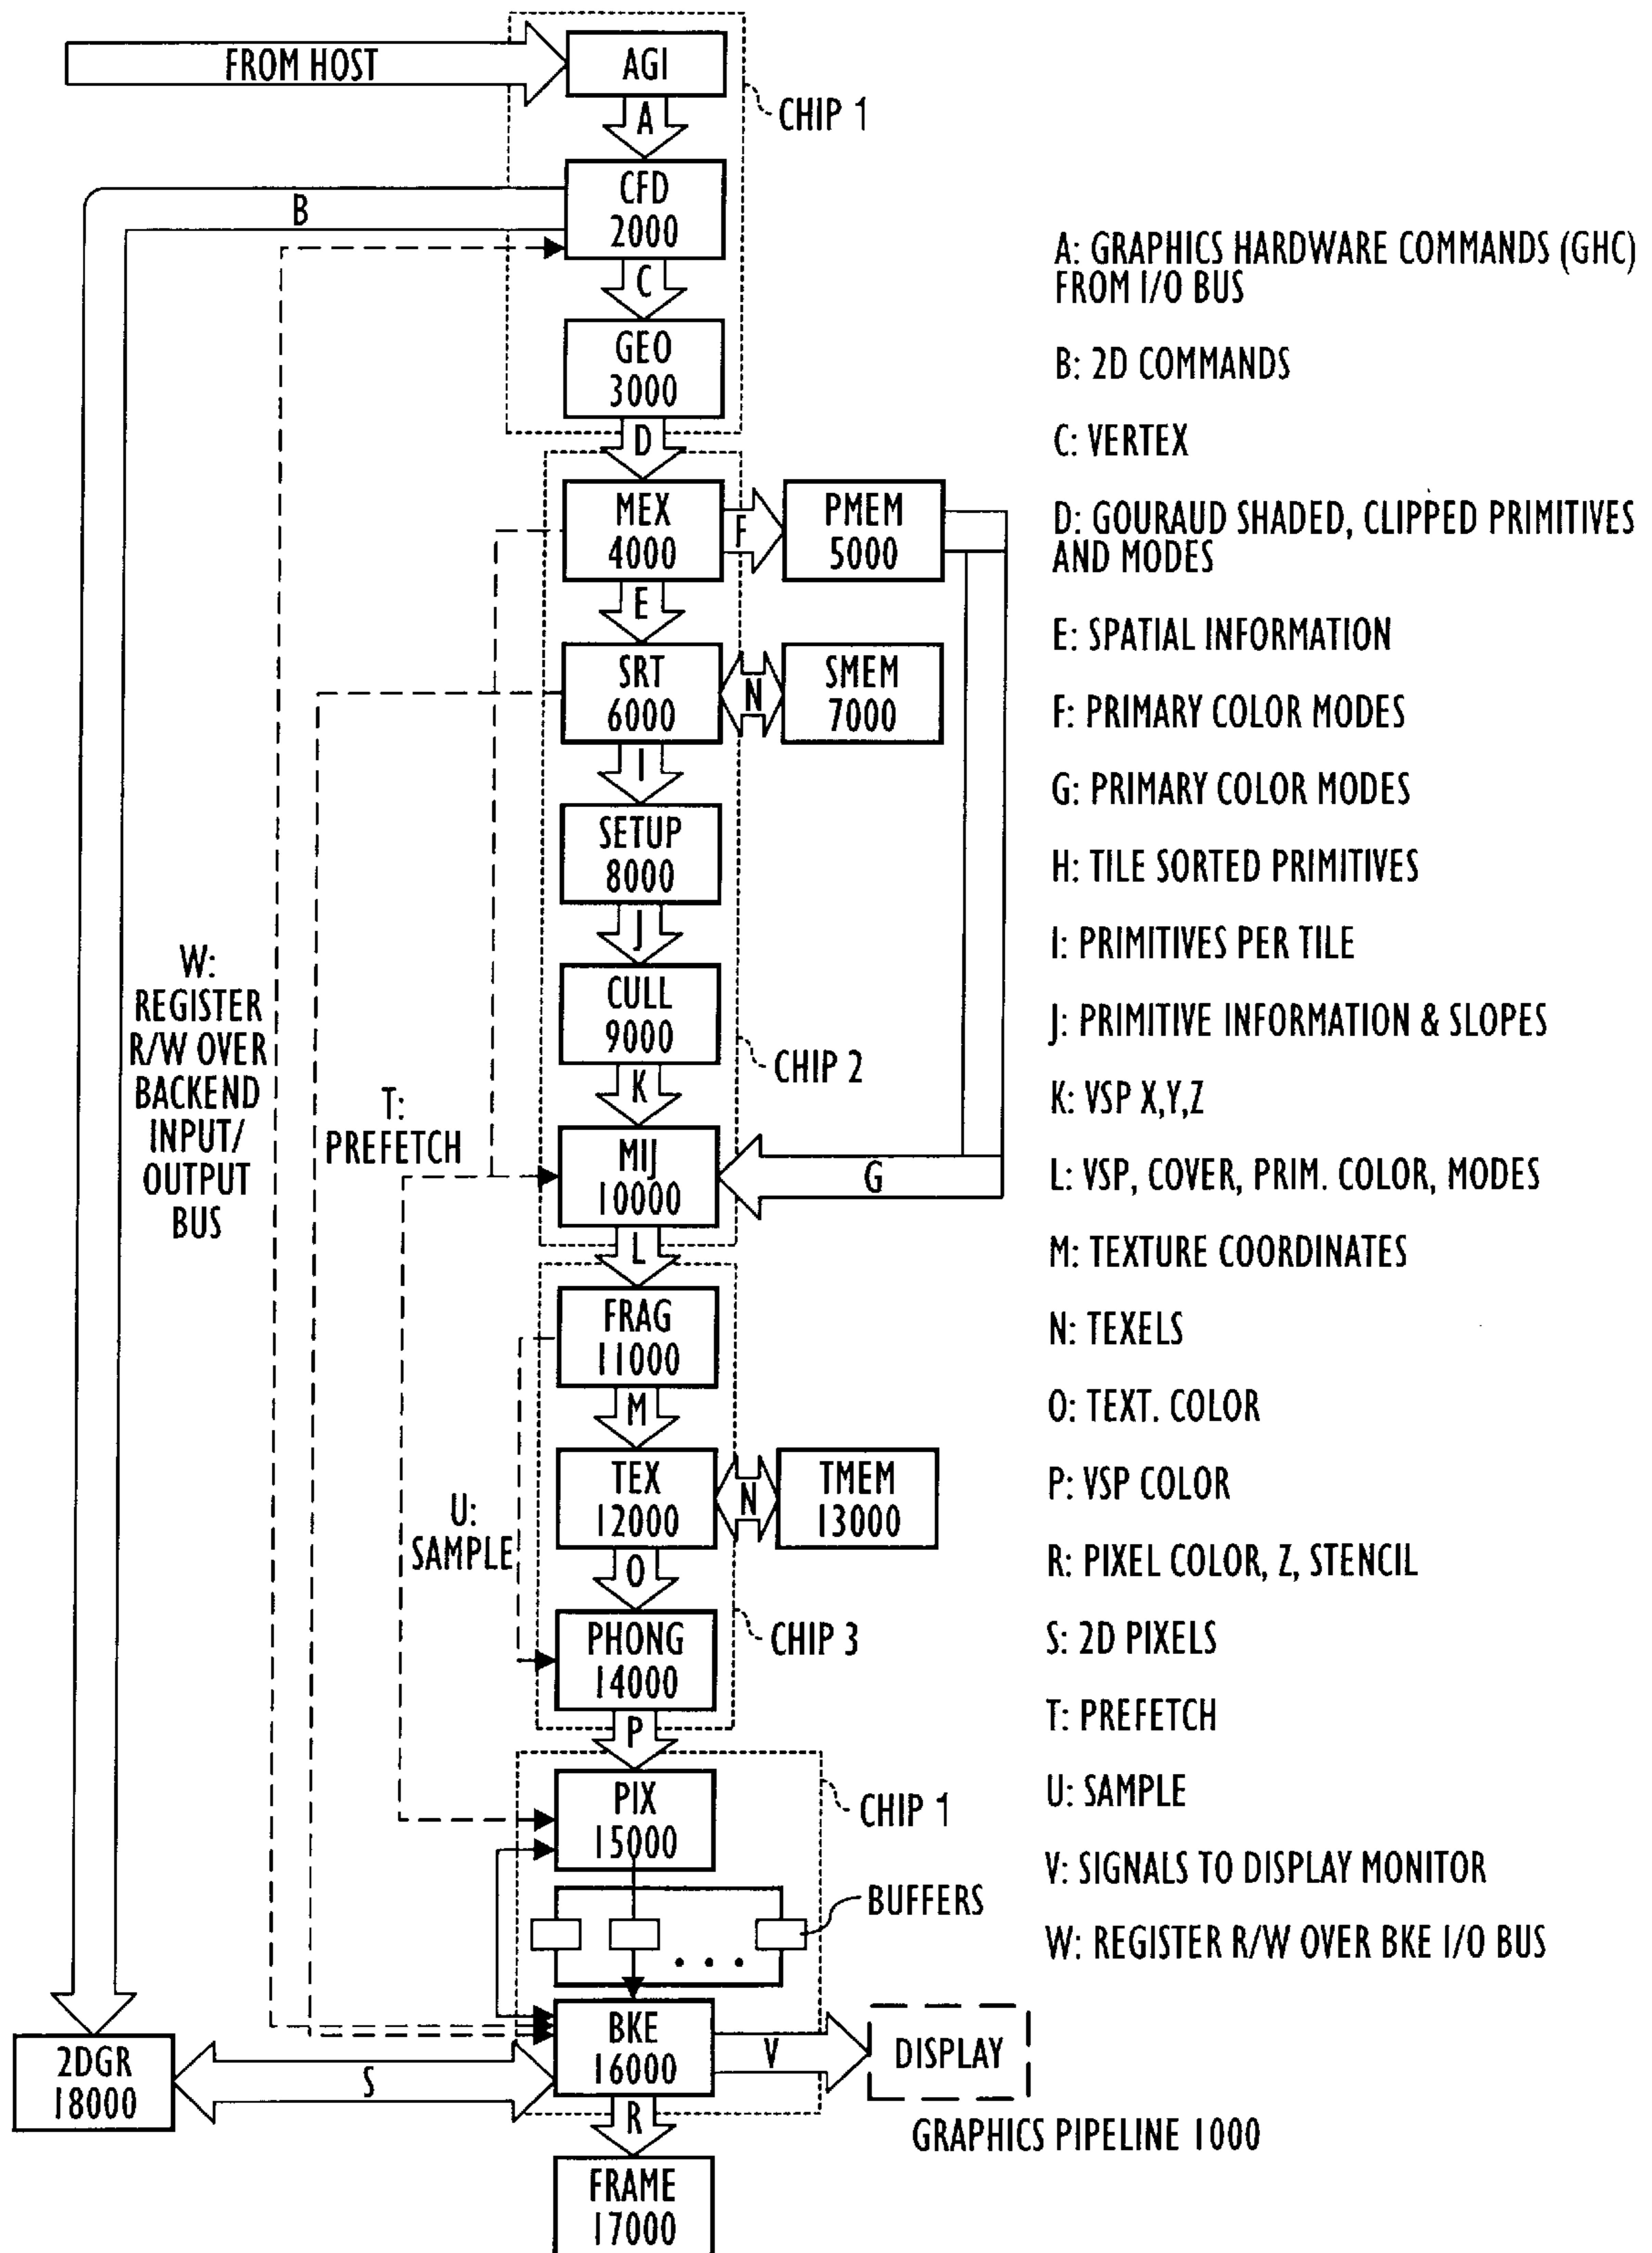 FROM HOST
AGI
CHIP 1
A
CFD
2000
B
C
GEO
3000
D
MEX
4000
F
PMEM
5000
E
SRT
6000
N
SMEM
7000
I
SETUP
8000
J
CULL
9000
CHIP 2
K
MIJ
10000
G
L
W:
REGISTER
R/W OVER
BACKEND
INPUT/
OUTPUT
BUS
T:
PREFETCH
FRAG
11000
M
TEX
12000
N
TMEM
13000
U:
SAMPLE
O
PHONG
14000
CHIP 3
P
PIX
15000
CHIP 1
BUFFERS
BKE
16000
V
DISPLAY
2DGR
18000
S
R
FRAME
17000
GRAPHICS PIPELINE 1000
A: GRAPHICS HARDWARE COMMANDS (GHC)
FROM I/O BUS
B: 2D COMMANDS
C: VERTEX
D: GOURAUD SHADED, CLIPPED PRIMITIVES
AND MODES
E: SPATIAL INFORMATION
F: PRIMARY COLOR MODES
G: PRIMARY COLOR MODES
H: TILE SORTED PRIMITIVES
I: PRIMITIVES PER TILE
J: PRIMITIVE INFORMATION & SLOPES
K: VSP X,Y,Z
L: VSP, COVER, PRIM. COLOR, MODES
M: TEXTURE COORDINATES
N: TEXELS
O: TEXT. COLOR
P: VSP COLOR
R: PIXEL COLOR, Z, STENCIL
S: 2D PIXELS
T: PREFETCH
U: SAMPLE
V: SIGNALS TO DISPLAY MONITOR
W: REGISTER R/W OVER BKE I/O BUS